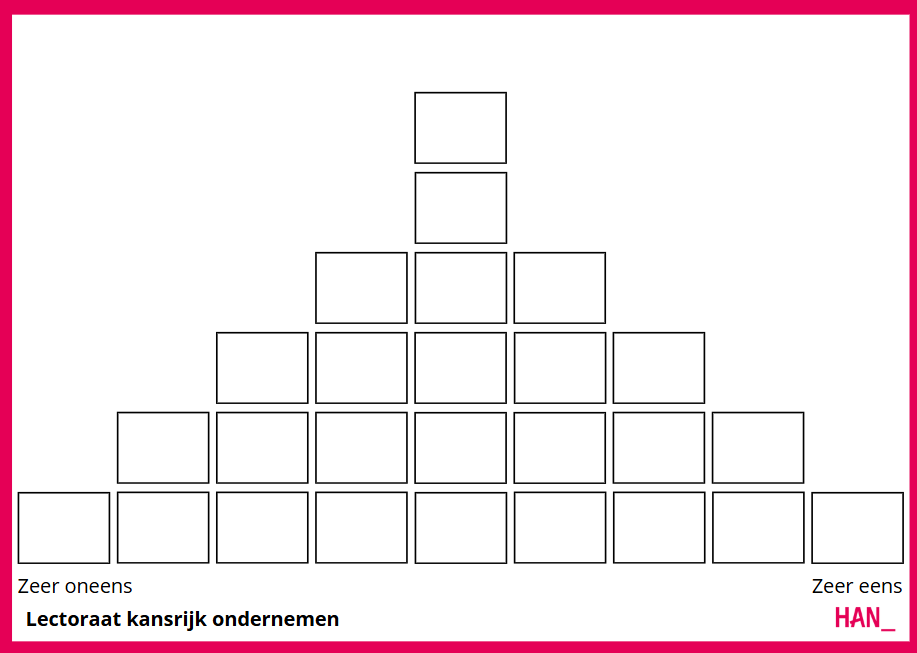 Zeer oneens
Zeer eens
Lectoraat kansrijk ondernemen
HAN_